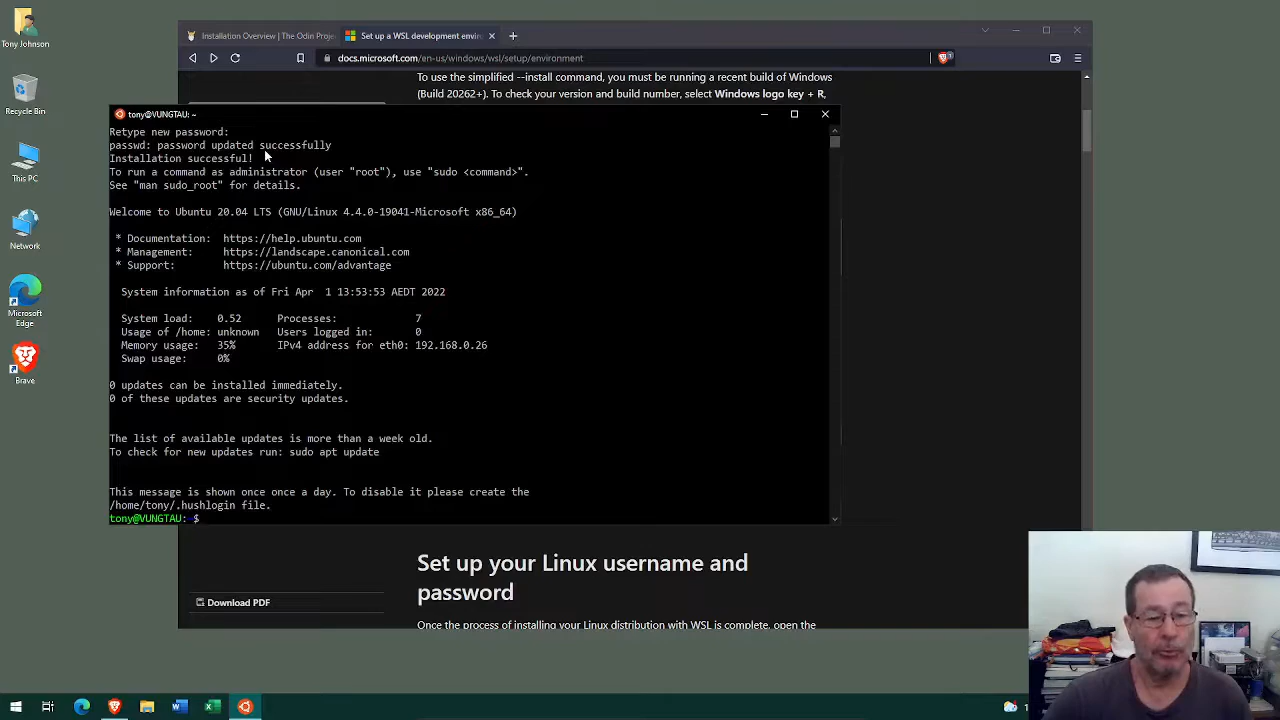 Tony Johnson
Recycle Bin
This PC
Network
Microsoft
Edge
Brave
Installation Overview | The Odin Proje
Set up a WSL development envir
docs.microsoft.com/en-us/windows/wsl/setup/environment
To use the simplified --install command, you must be running a recent build of Windows
(Build 20262+). To check your version and build number, select Windows logo key + R,
tony@VUNGTAU: ~
Retype new password:
passwd: password updated successfully
Installation successful!
To run a command as administrator (user "root"), use "sudo <command>".
See "man sudo_root" for details.
Welcome to Ubuntu 20.04 LTS (GNU/Linux 4.4.0-19041-Microsoft x86_64)
* Documentation: https://help.ubuntu.com
* Management: https://landscape.canonical.com
* Support: https://ubuntu.com/advantage
System information as of Fri Apr 1 13:53:53 AEDT 2022
System load: 0.52 Processes: 7
Usage of /home: unknown Users logged in: 0
Memory usage: 35% IPv4 address for eth0: 192.168.0.26
Swap usage: 0%
0 updates can be installed immediately.
0 of these updates are security updates.
The list of available updates is more than a week old.
To check for new updates run: sudo apt update
This message is shown once once a day. To disable it please create the
/home/tony/.hushlogin file.
tony@VUNGTAU: $
Set up your Linux username and
password
Download PDF
Once the process of installing your Linux distribution with WSL is complete, open the